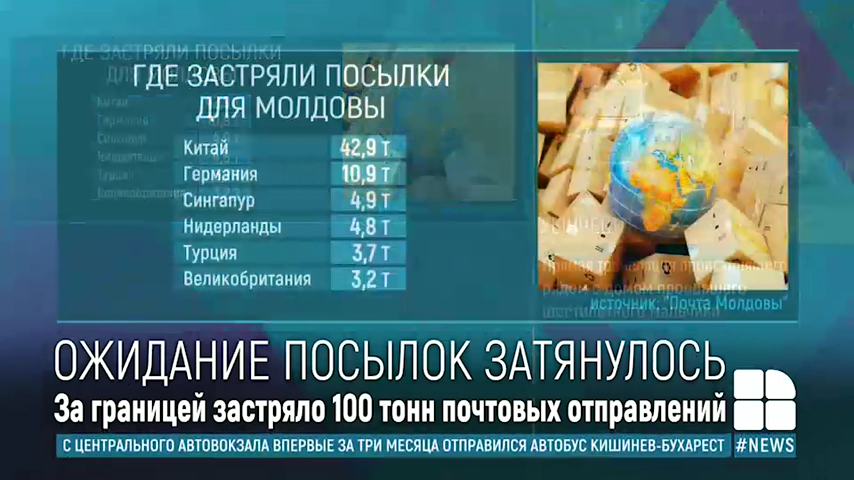 ГДЕ ЗАСТРЯЛИ ПОСЫЛКИ
ДЛЯ МОЛДОВЫ
Китай 42,9 т
Германия 10,9 т
Сингапур 4,9 т
Нидерланды 4,8 т
Турция 3,7 т
Великобритания 3,2 т
источник: "Почта Молдовы"
ОЖИДАНИЕ ПОСЫЛОК ЗАТЯНУЛОСЬ
За границей застряло 100 тонн почтовых отправлений
С ЦЕНТРАЛЬНОГО АВТОВОКЗАЛА ВПЕРВЫЕ ЗА ТРИ МЕСЯЦА ОТПРАВИЛСЯ АВТОБУС КИШИНЕВ-БУХАРЕСТ
#NEWS